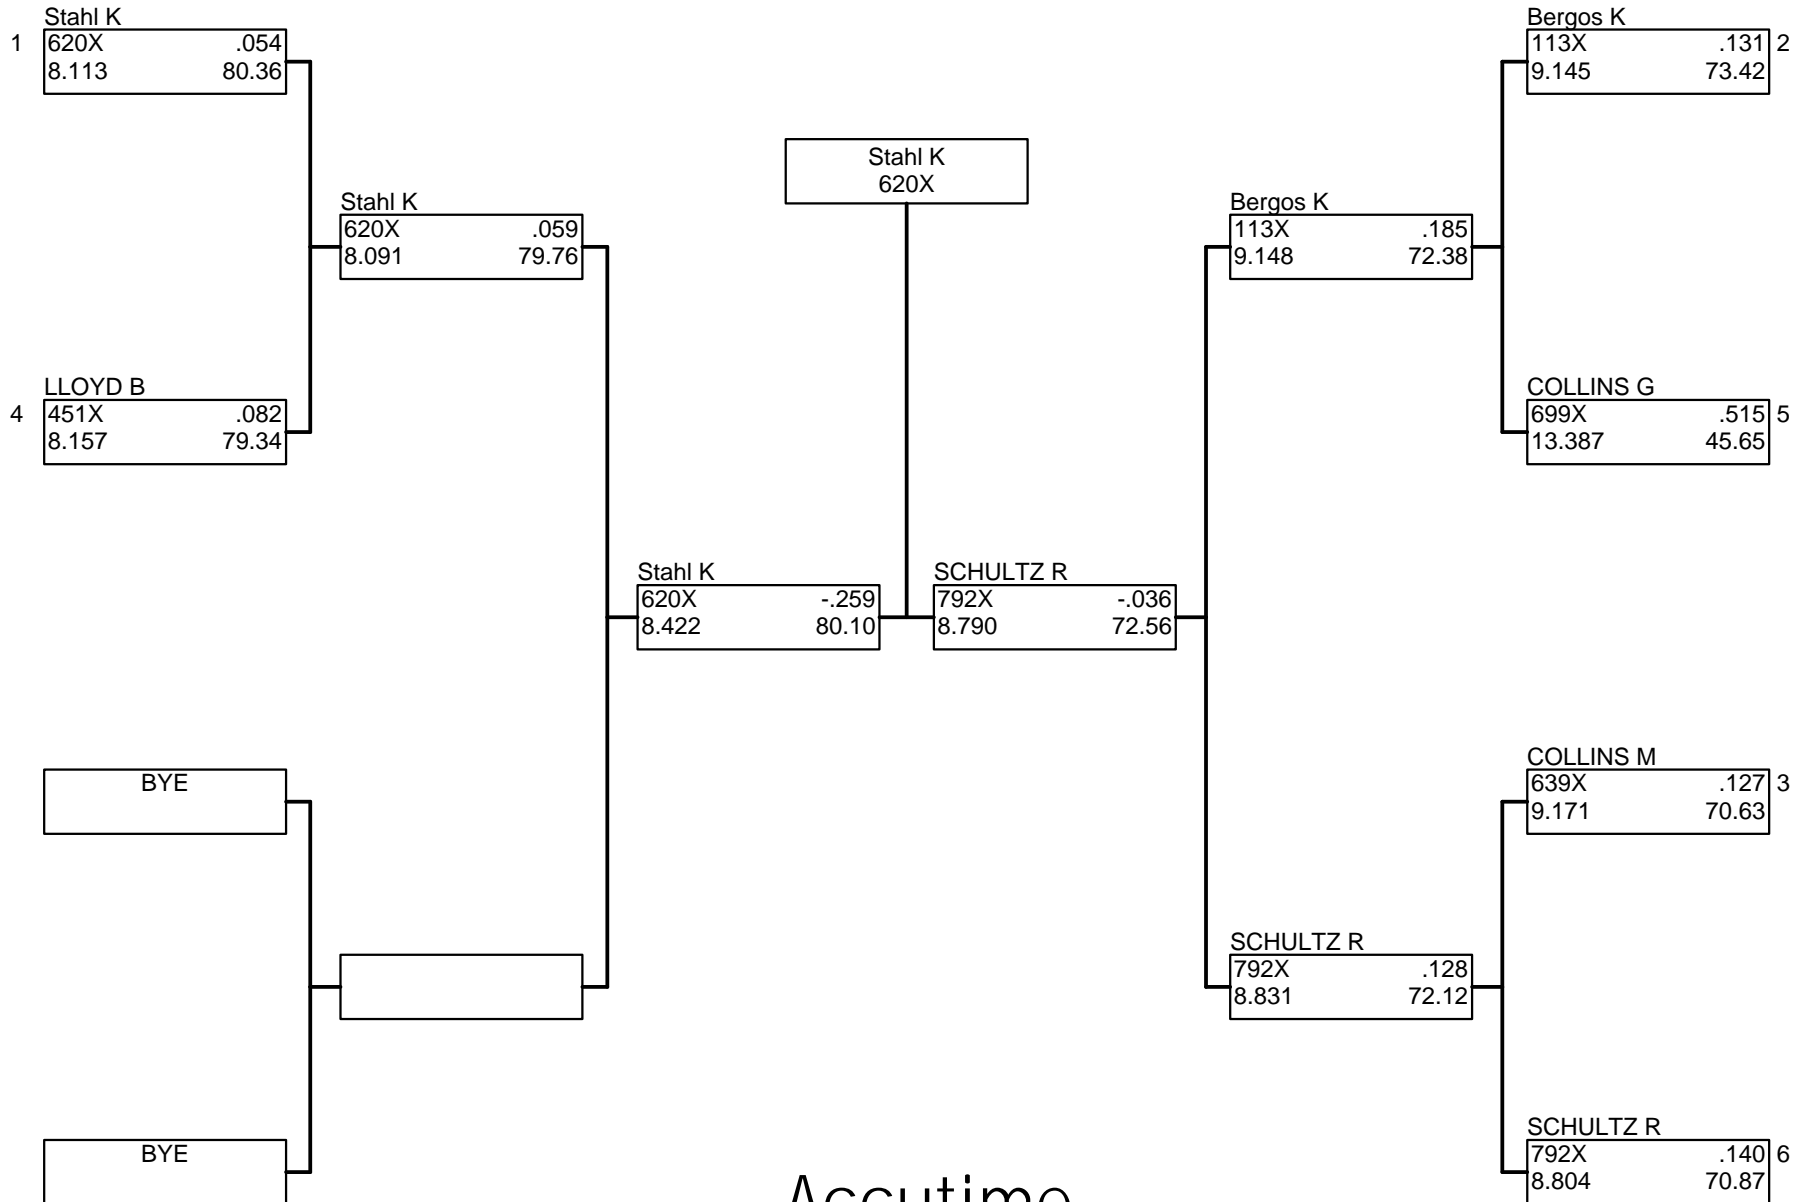 Stahl K
1 620X .054
8.113 80.36
LLOYD B
4 451X .082
8.157 79.34
BYE
BYE
Stahl K
620X .059
8.091 79.76
Stahl K
620X -.259
8.422 80.10
Stahl K
620X
SCHULTZ R
792X -.036
8.790 72.56
Bergos K
113X .185
9.148 72.38
SCHULTZ R
792X .128
8.831 72.12
Bergos K
113X .131 2
9.145 73.42
COLLINS G
699X .515 5
13.387 45.65
COLLINS M
639X .127 3
9.171 70.63
SCHULTZ R
792X .140 6
8.804 70.87
Accutime